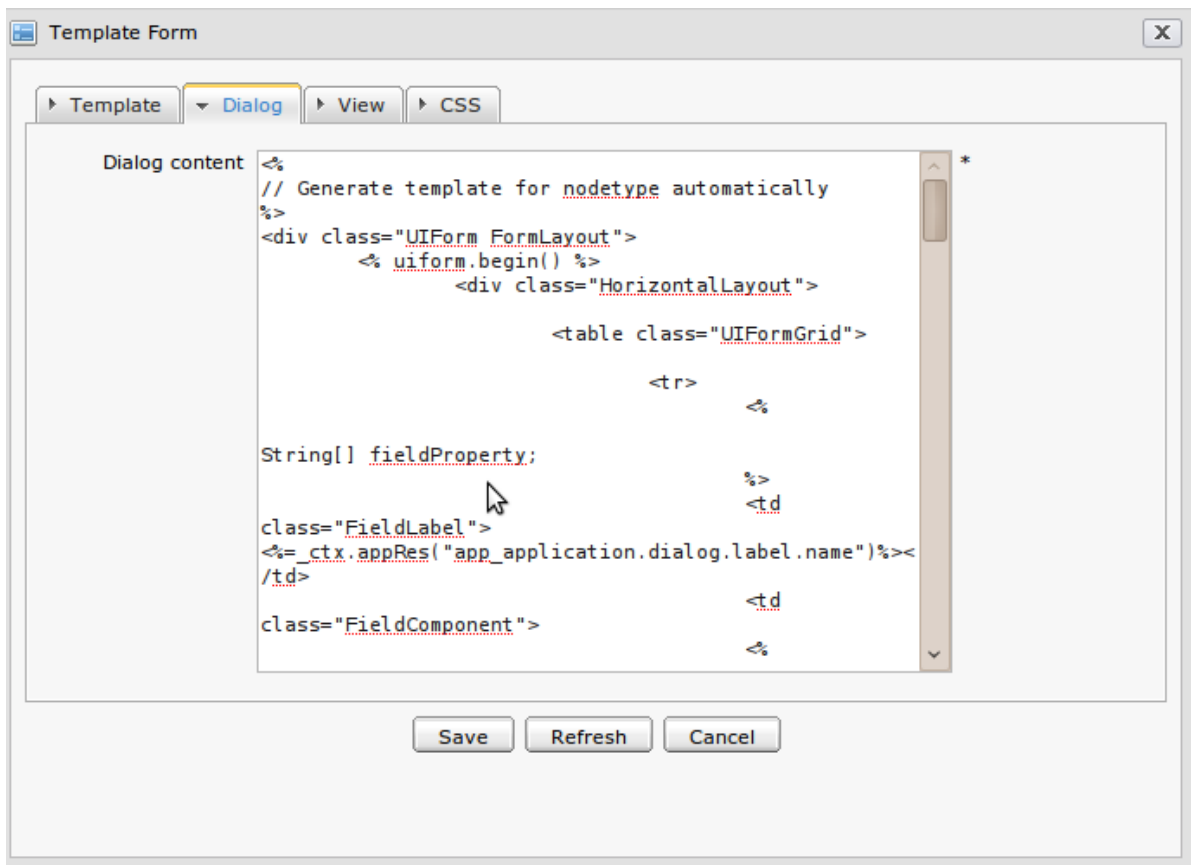 Template Form
Template Dialog View CSS
Dialog content <% *
// Generate template for nodetype automatically
%>
<div class="UIForm FormLayout">
<% uiform.begin() %>
<div class="HorizontalLayout">
<table class="UIFormGrid">
<tr>
<%
String[] fieldProperty;
%>
<td
class="FieldLabel">
<%=_ctx.appRes("app_application.dialog.label.name")%><
/td>
<td
class="FieldComponent">
<%
Save Refresh Cancel